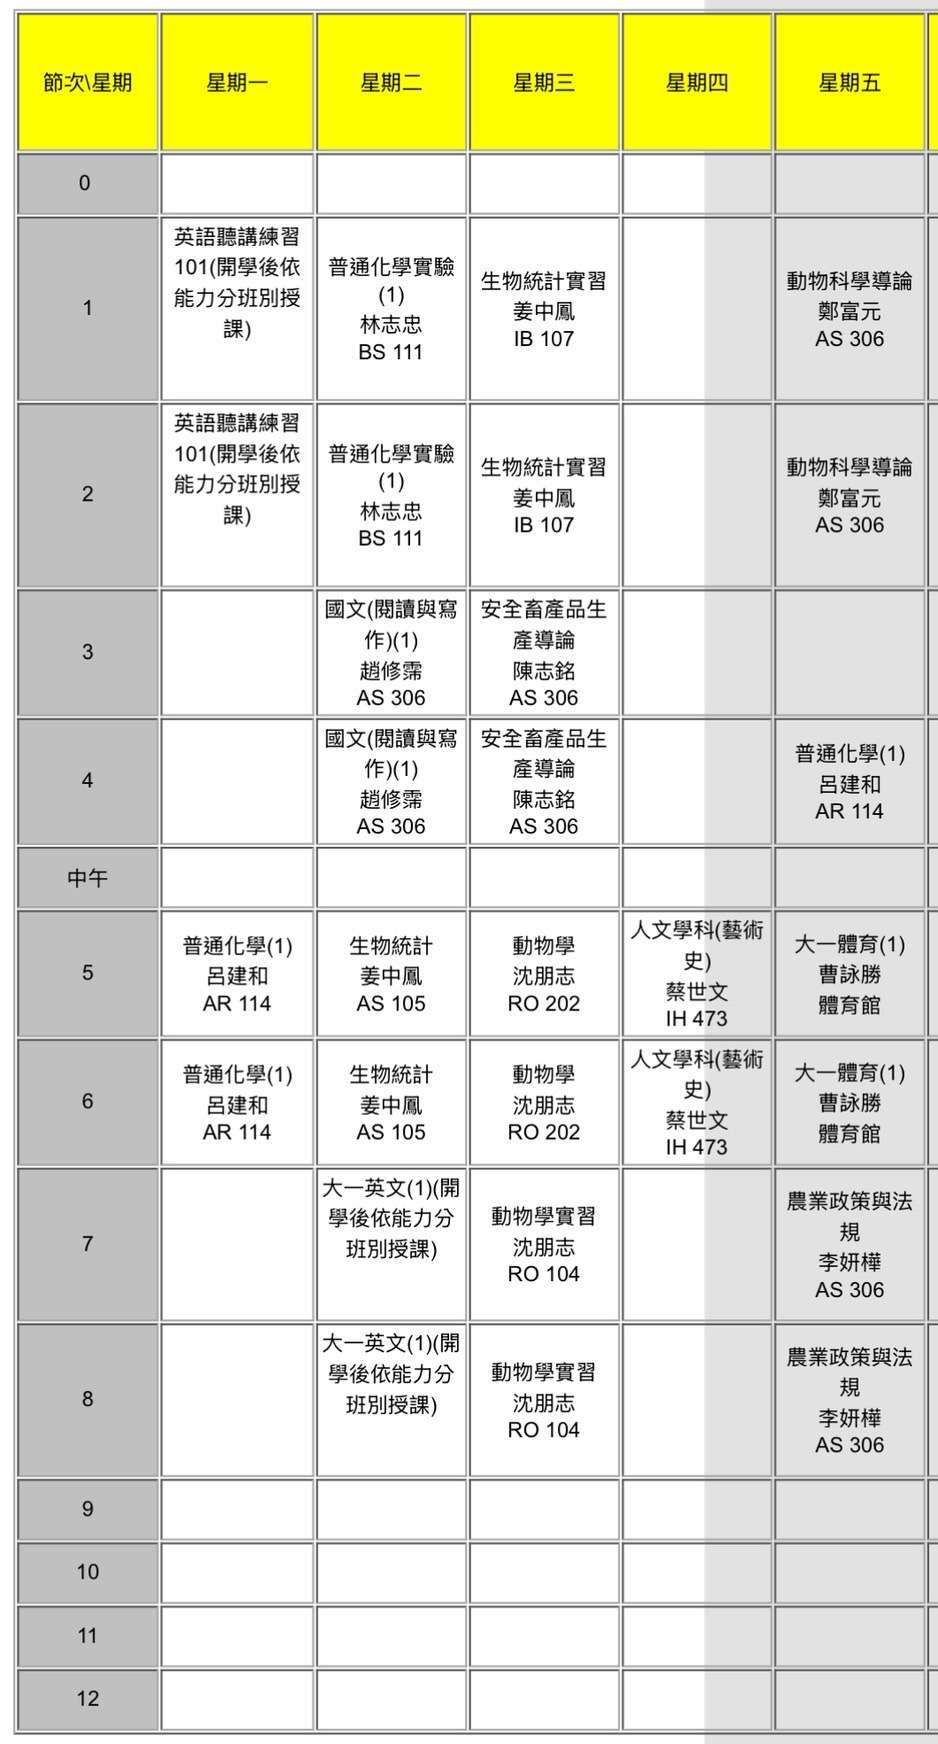 節次\星期 星期一 星期二 星期三 星期四 星期五
0
1
英語聽講練習
101(開學後依
能力分班別授
課)
普通化學實驗
(1)
林志忠
BS 111
生物統計實習
姜中鳳
IB 107
動物科學導論
鄭富元
AS 306
2
英語聽講練習
101(開學後依
能力分班別授
課)
普通化學實驗
(1)
林志忠
BS 111
生物統計實習
姜中鳳
IB 107
動物科學導論
鄭富元
AS 306
3
國文(閱讀與寫
作)(1)
趙修霈
AS 306
安全畜產品生
產導論
陳志銘
AS 306
4
國文(閱讀與寫
作)(1)
趙修霈
AS 306
安全畜產品生
產導論
陳志銘
AS 306
普通化學(1)
呂建和
AR 114
中午
5
普通化學(1)
呂建和
AR 114
生物統計
姜中鳳
AS 105
動物學
沈朋志
RO 202
人文學科(藝術
史)
蔡世文
IH 473
大一體育(1)
曹詠勝
體育館
6
普通化學(1)
呂建和
AR 114
生物統計
姜中鳳
AS 105
動物學
沈朋志
RO 202
人文學科(藝術
史)
蔡世文
IH 473
大一體育(1)
曹詠勝
體育館
7
大一英文(1)(開
學後依能力分
班別授課)
動物學實習
沈朋志
RO 104
農業政策與法
規
李妍樺
AS 306
8
大一英文(1)(開
學後依能力分
班別授課)
動物學實習
沈朋志
RO 104
農業政策與法
規
李妍樺
AS 306
9
10
11
12